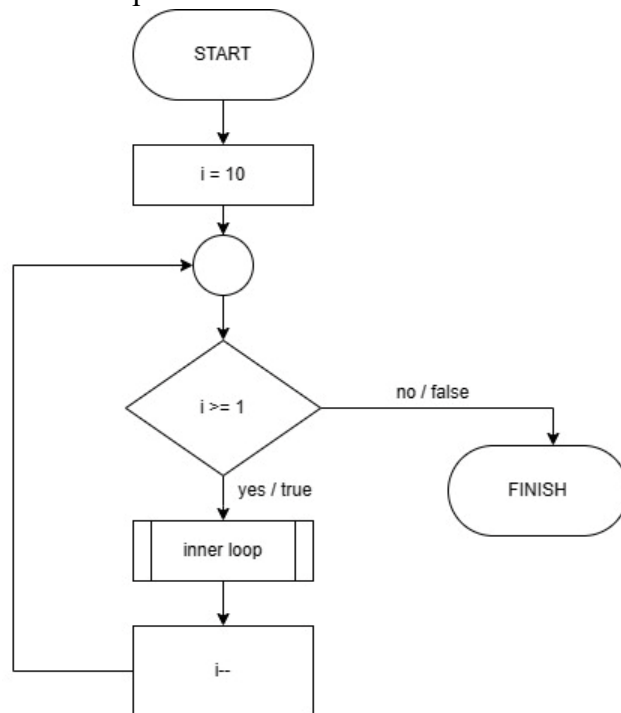 START
i = 10
i >= 1
no / false
yes / true
FINISH
inner loop
i--